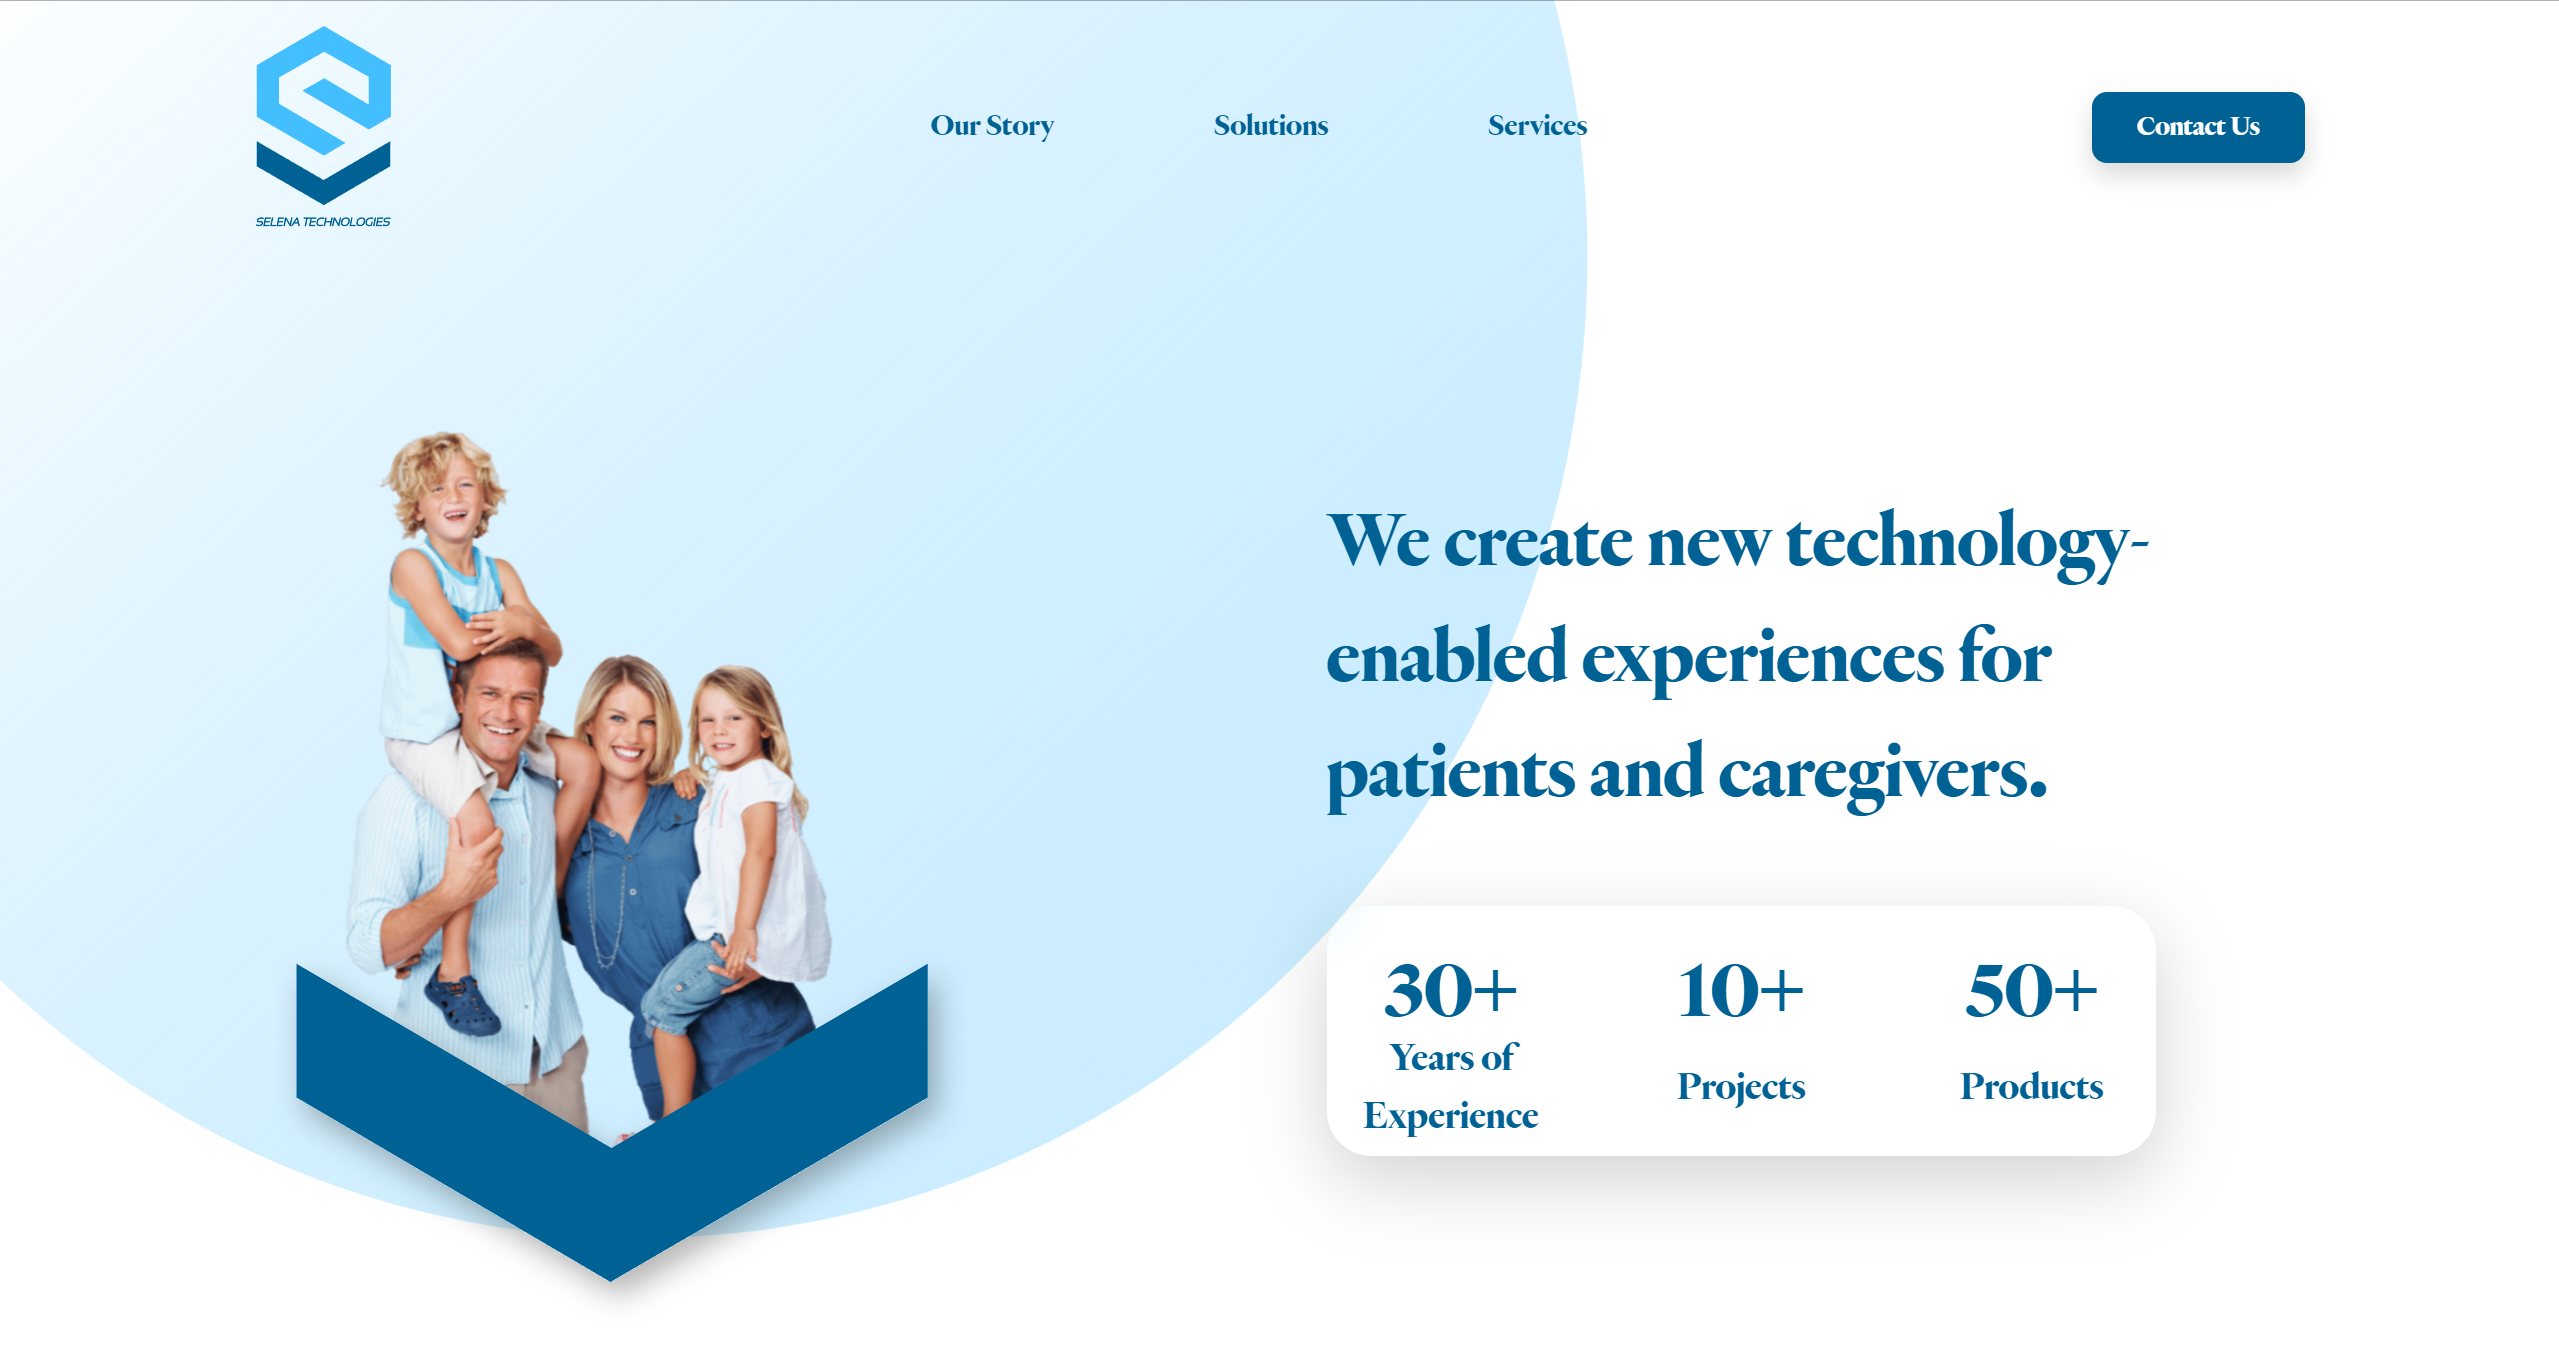 SELENA TECHNOLOGIES
Our Story
Solutions
Services
Contact Us
We create new technology-
enabled experiences for
patients and caregivers.
30+
Years of
Experience
10+
Projects
50+
Products